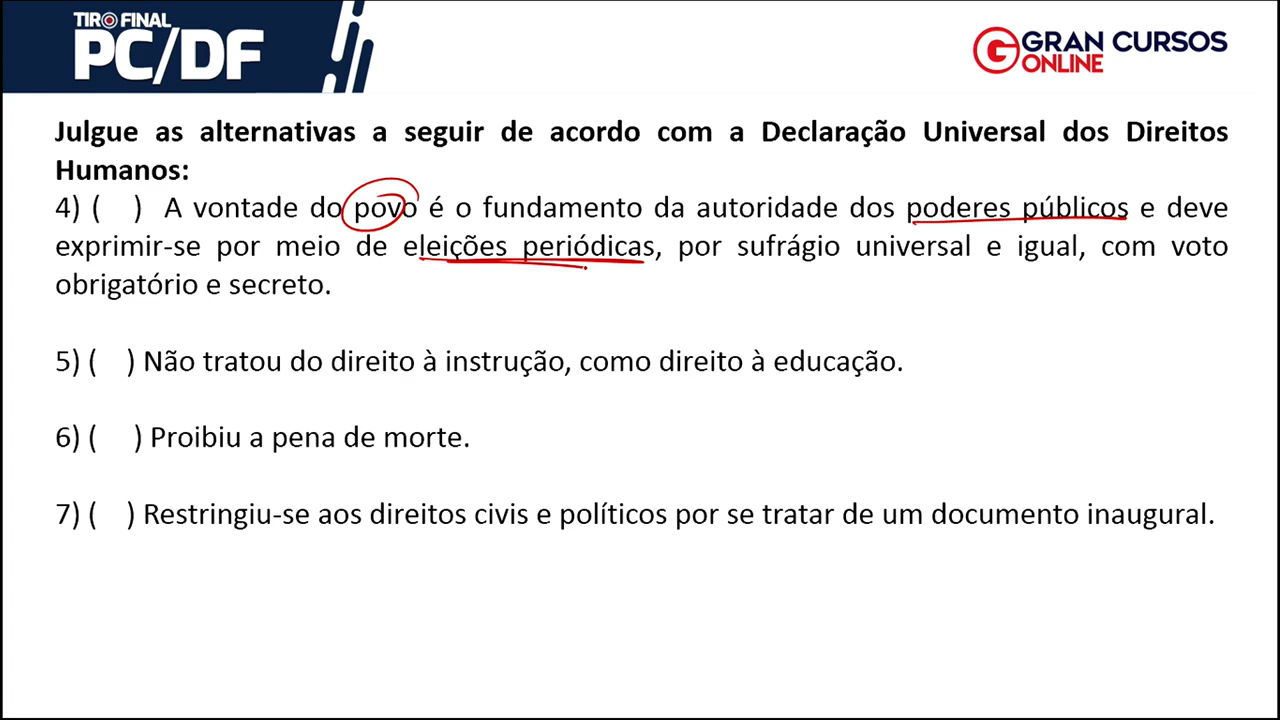 TIRO FINAL
PC/DF
GRAN CURSOS
ONLINE
Julgue as alternativas a seguir de acordo com a Declaração Universal dos Direitos
Humanos:
4) ( ) A vontade do povo é o fundamento da autoridade dos poderes públicos e deve
exprimir-se por meio de eleições periódicas, por sufrágio universal e igual, com voto
obrigatório e secreto.
5) ( ) Não tratou do direito à instrução, como direito à educação.
6) ( ) Proibiu a pena de morte.
7) ( ) Restringiu-se aos direitos civis e políticos por se tratar de um documento inaugural.